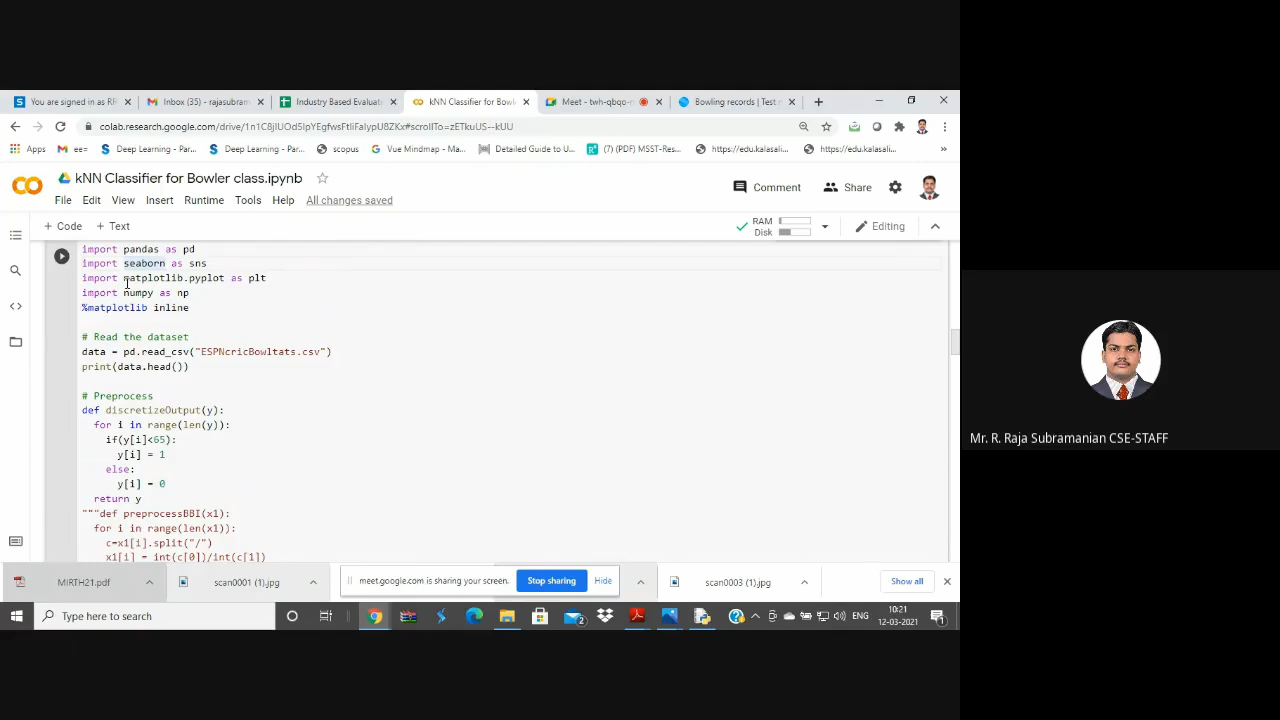 You are signed in as RR
Inbox (35) - rajasubram
Industry Based Evaluati
kNN Classifier for Bowle
Meet - twh-qbqo-
Bowling records | Test
colab.research.google.com/drive/1n1C8jlUOd5IpYEgfwsFtIiFaIypU8ZKx#scrollTo=zETkuUS--kUU
Apps
ee=
Deep Learning - Par...
Deep Learning - Par...
scopus
Vue Mindmap - Ma...
Detailed Guide to U...
(7) (PDF) MSST-Res...
https://edu.kalasali...
https://edu.kalasali...
»
kNN Classifier for Bowler class.ipynb
Comment
Share
File Edit View Insert Runtime Tools Help All changes saved
+ Code + Text
RAM
Disk
Editing
import pandas as pd
import seaborn as sns
import matplotlib.pyplot as plt
import numpy as np
%matplotlib inline
# Read the dataset
data = pd.read_csv("ESPNcricBowltats.csv")
print(data.head())
# Preprocess
def discretizeOutput(y):
for i in range(len(y)):
if(y[i]<65):
y[i] = 1
else:
y[i] = 0
return y
"""def preprocessBBI(x1):
for i in range(len(x1)):
c=x1[i].split("/")
x1[i] = int(c[0])/int(c[1])
Mr. R. Raja Subramanian CSE-STAFF
MIRTH21.pdf
scan0001 (1).jpg
meet.google.com is sharing your screen.
Stop sharing
Hide
scan0003 (1).jpg
Show all
Type here to search
2
ENG
10:21
12-03-2021
1